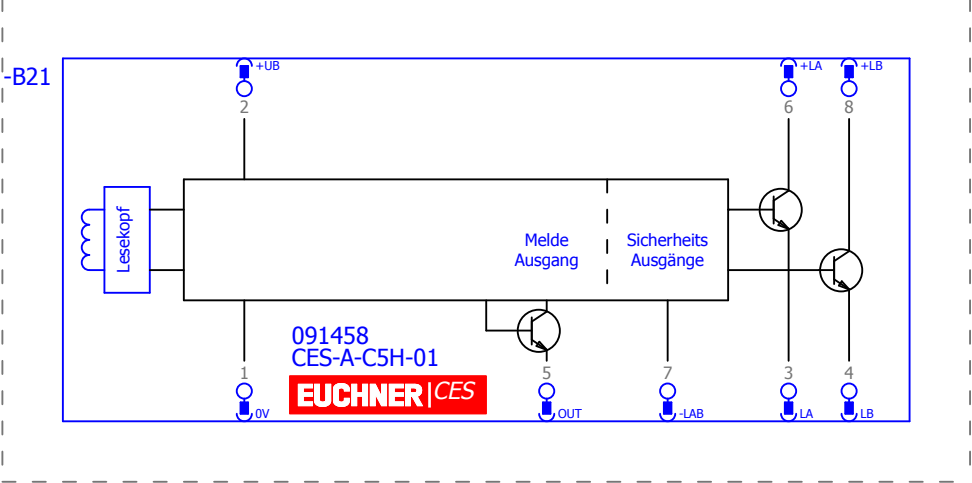 -B21
+UB
+LA
+LB
2
6
8
Lesekopf
Melde
Ausgang
Sicherheits
Ausgänge
091458
CES-A-C5H-01
EUCHNER|CES
1
5
7
3
4
0V
OUT
-LAB
LA
LB